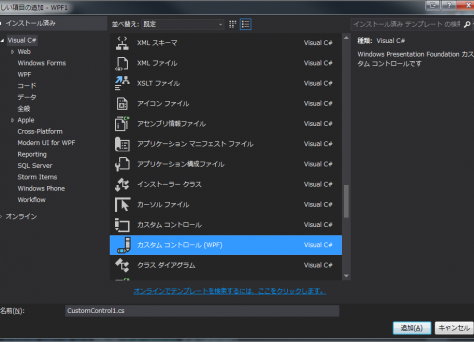 しい項目の追加 - WPF1
インストール済み
並べ替え: 既定
インストール済み テンプレート の検索
Visual C#
Web
Windows Forms
WPF
コード
データ
全般
Apple
Cross-Platform
Modern UI for WPF
Reporting
SQL Server
Storm Items
Windows Phone
Workflow
オンライン
XML スキーマ Visual C#
XML ファイル Visual C#
XSLT ファイル Visual C#
アイコン ファイル Visual C#
アセンブリ情報ファイル Visual C#
アプリケーション マニフェスト ファイル Visual C#
アプリケーション構成ファイル Visual C#
インストーラー クラス Visual C#
カーソル ファイル Visual C#
カスタム コントロール Visual C#
カスタム コントロール (WPF) Visual C#
クラス ダイアグラム Visual C#
種類: Visual C#
Windows Presentation Foundation カス
タム コントロールです
オンラインでテンプレートを検索するには、ここをクリックします。
名前(N): CustomControl1.cs
追加(A) キャンセル